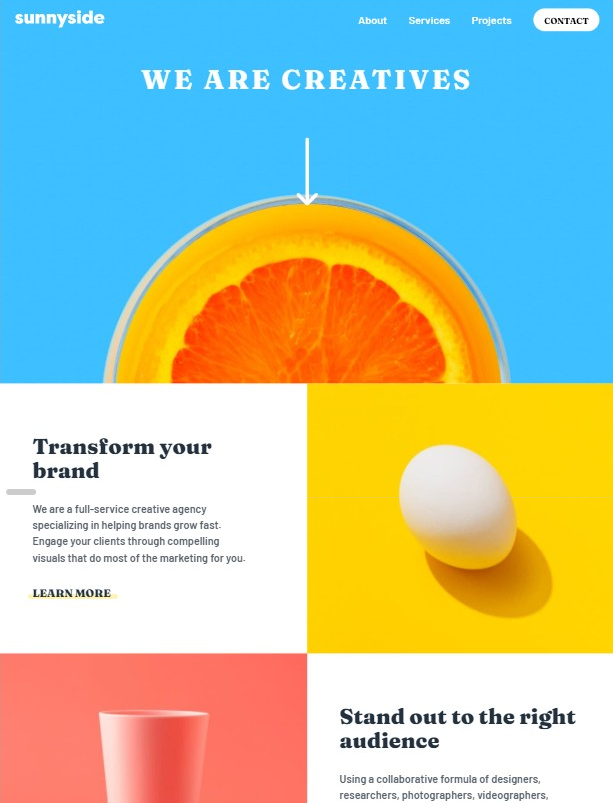 sunnyside
About Services Projects CONTACT
WE ARE CREATIVES
Transform your
brand
We are a full-service creative agency
specializing in helping brands grow fast.
Engage your clients through compelling
visuals that do most of the marketing for you.
LEARN MORE
Stand out to the right
audience
Using a collaborative formula of designers,
researchers, photographers, videographers,